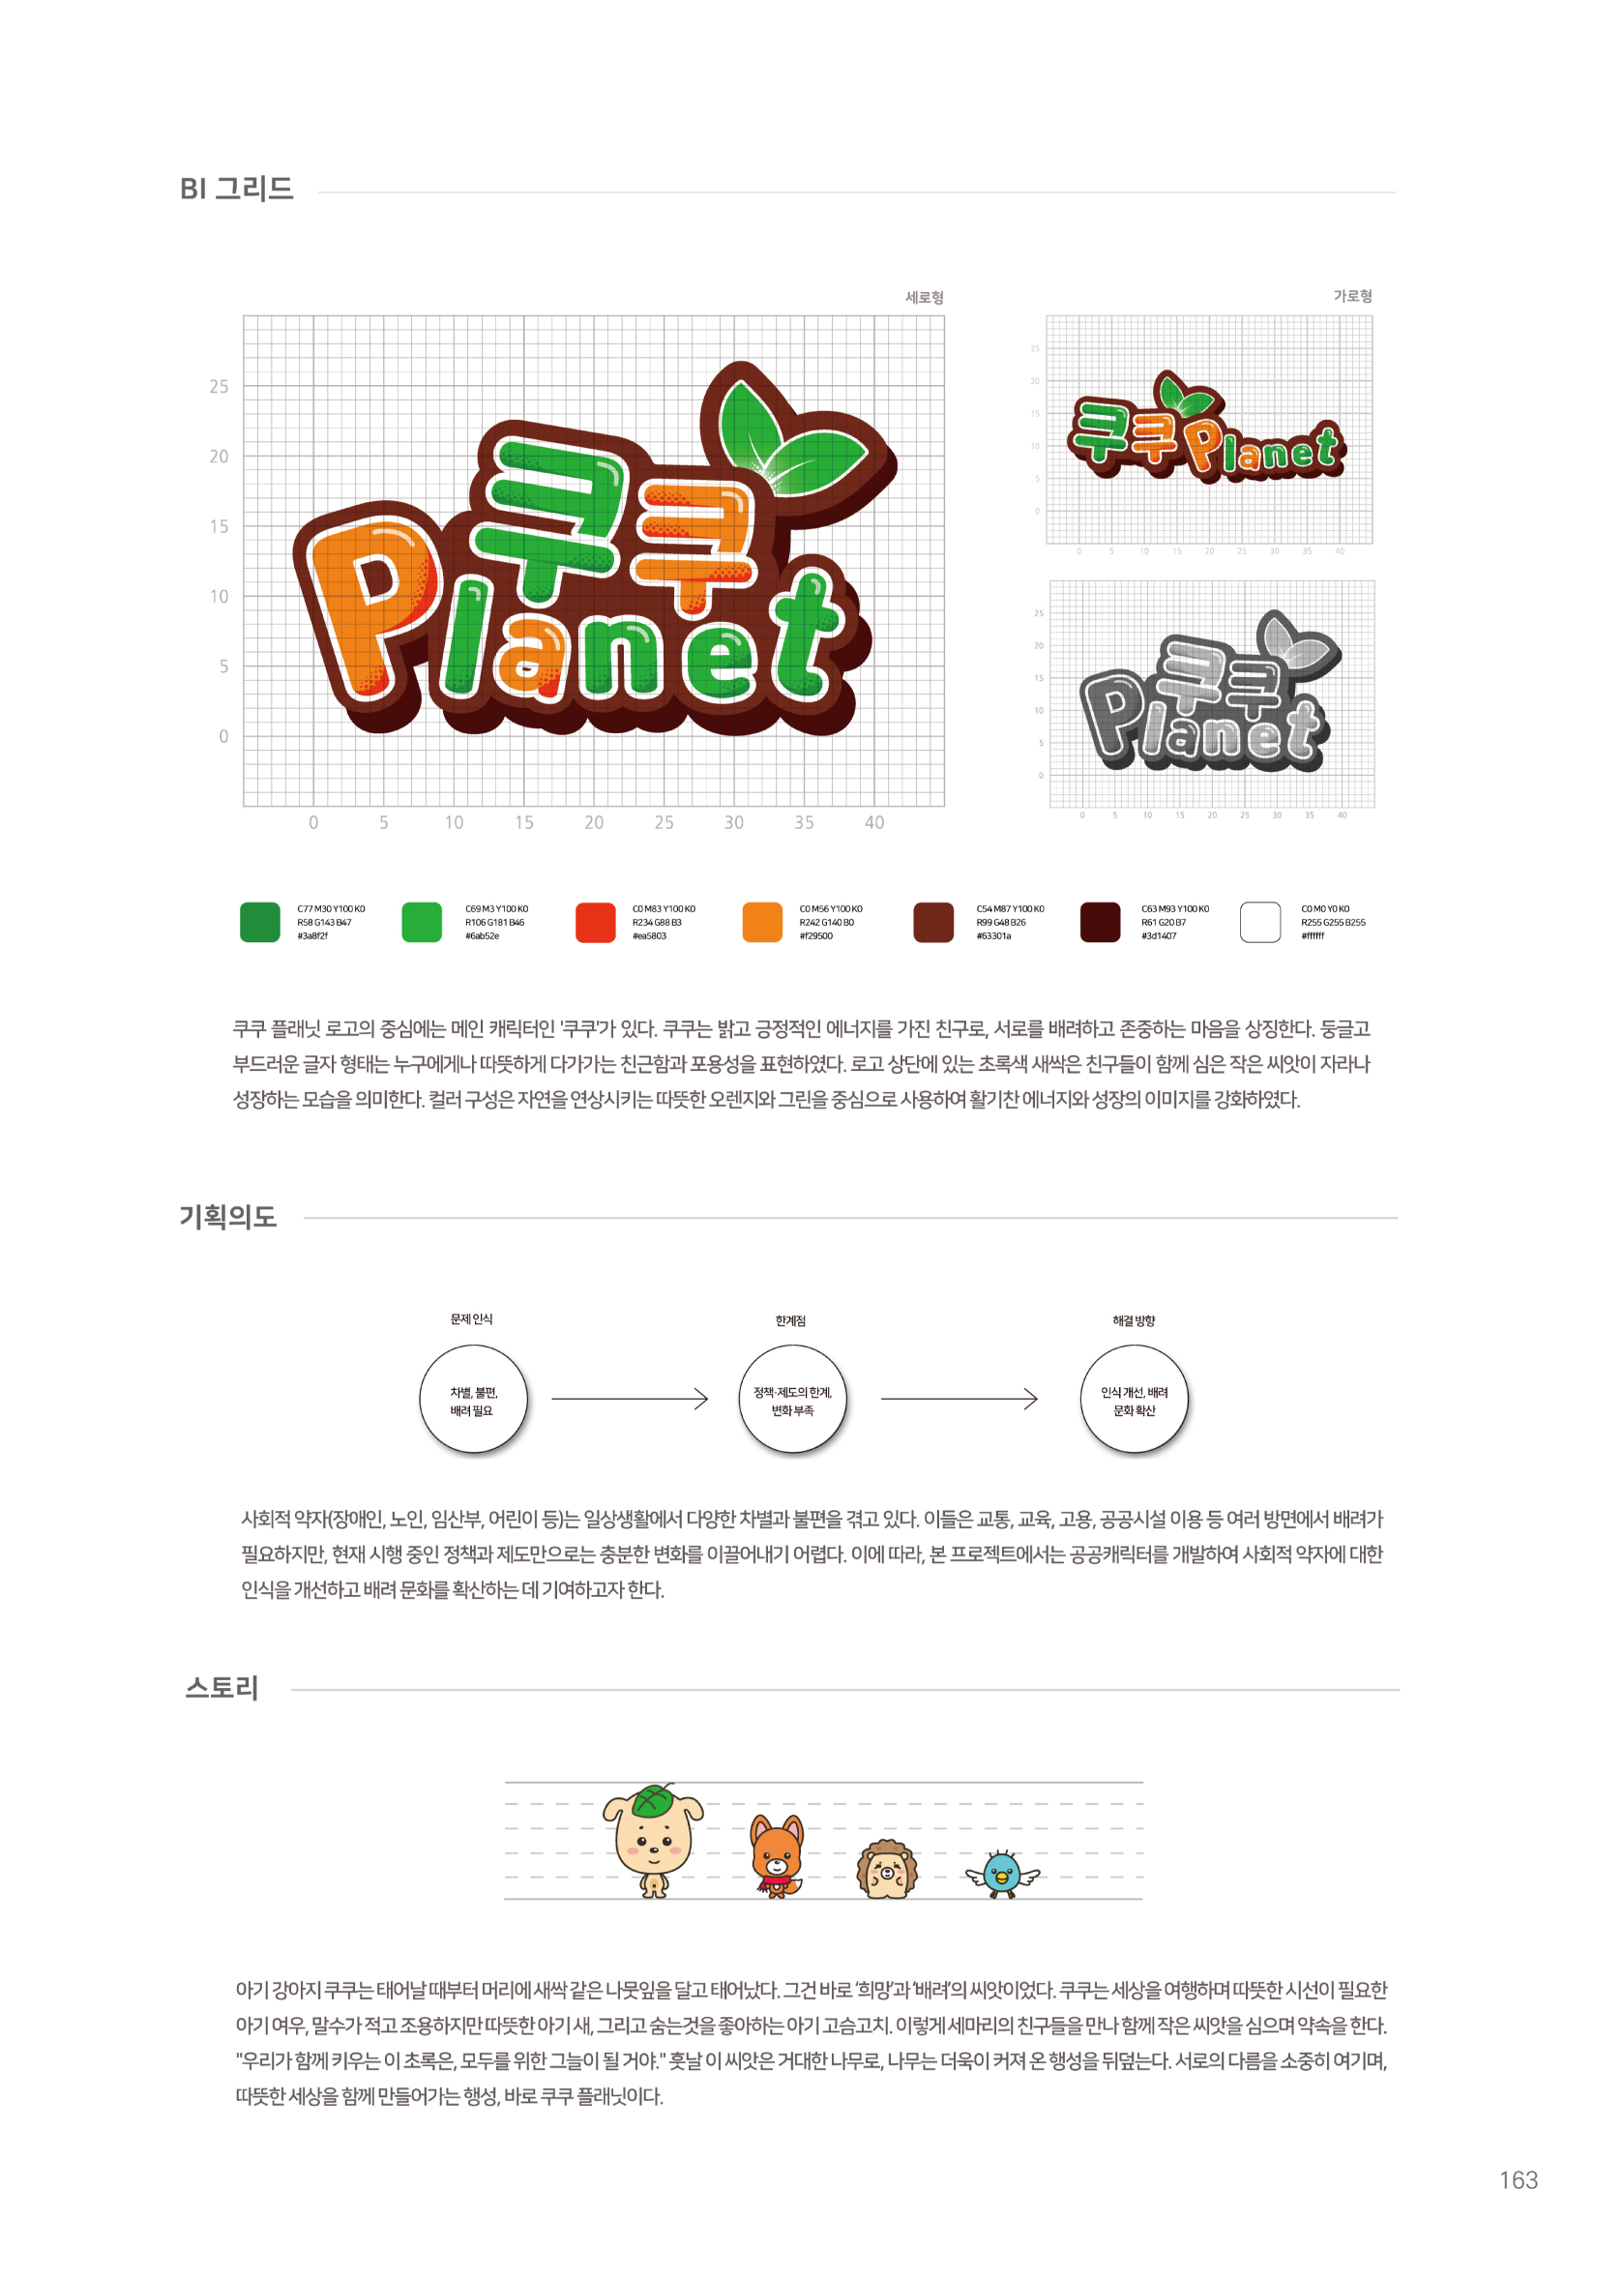 BI 그리드
세로형
25
20
15
10
5
0
0 5 10 15 20 25 30 35 40
쿠쿠
Planet
가로형
25
20
15
10
5
0
0 5 10 15 20 25 30 35 40
쿠쿠 Planet
25
20
15
10
5
0
0 5 10 15 20 25 30 35 40
쿠쿠
Planet
C77 M30 Y100 K0
R58 G143 B47
#3a8f2f
C69 M3 Y100 K0
R106 G181 B46
#6ab52e
C0 M83 Y100 K0
R234 G88 B3
#ea5803
C0 M56 Y100 K0
R242 G140 B0
#f29500
C54 M87 Y100 K0
R99 G48 B26
#63301a
C63 M93 Y100 K0
R61 G20 B7
#3d1407
C0 M0 Y0 K0
R255 G255 B255
#ffffff
쿠쿠 플래닛 로고의 중심에는 메인 캐릭터인 '쿠쿠'가 있다. 쿠쿠는 밝고 긍정적인 에너지를 가진 친구로, 서로를 배려하고 존중하는 마음을 상징한다. 둥글고
부드러운 글자 형태는 누구에게나 따뜻하게 다가가는 친근함과 포용성을 표현하였다. 로고 상단에 있는 초록색 새싹은 친구들이 함께 심은 작은 씨앗이 자라나
성장하는 모습을 의미한다. 컬러 구성은 자연을 연상시키는 따뜻한 오렌지와 그린을 중심으로 사용하여 활기찬 에너지와 성장의 이미지를 강화하였다.
기획의도
문제 인식
차별, 불편,
배려 필요
한계점
정책·제도의 한계,
변화 부족
해결 방향
인식 개선, 배려
문화 확산
사회적 약자(장애인, 노인, 임산부, 어린이 등)는 일상생활에서 다양한 차별과 불편을 겪고 있다. 이들은 교통, 교육, 고용, 공공시설 이용 등 여러 방면에서 배려가
필요하지만, 현재 시행 중인 정책과 제도만으로는 충분한 변화를 이끌어내기 어렵다. 이에 따라, 본 프로젝트에서는 공공캐릭터를 개발하여 사회적 약자에 대한
인식을 개선하고 배려 문화를 확산하는 데 기여하고자 한다.
스토리
아기 강아지 쿠쿠는 태어날 때부터 머리에 새싹 같은 나뭇잎을 달고 태어났다. 그건 바로 ‘희망’과 ‘배려’의 씨앗이었다. 쿠쿠는 세상을 여행하며 따뜻한 시선이 필요한
아기 여우, 말수가 적고 조용하지만 따뜻한 아기 새, 그리고 숨는것을 좋아하는 아기 고슴고치. 이렇게 세마리의 친구들을 만나 함께 작은 씨앗을 심으며 약속을 한다.
"우리가 함께 키우는 이 초록은, 모두를 위한 그늘이 될 거야." 훗날 이 씨앗은 거대한 나무로, 나무는 더욱이 커져 온 행성을 뒤덮는다. 서로의 다름을 소중히 여기며,
따뜻한 세상을 함께 만들어가는 행성, 바로 쿠쿠 플래닛이다.
163